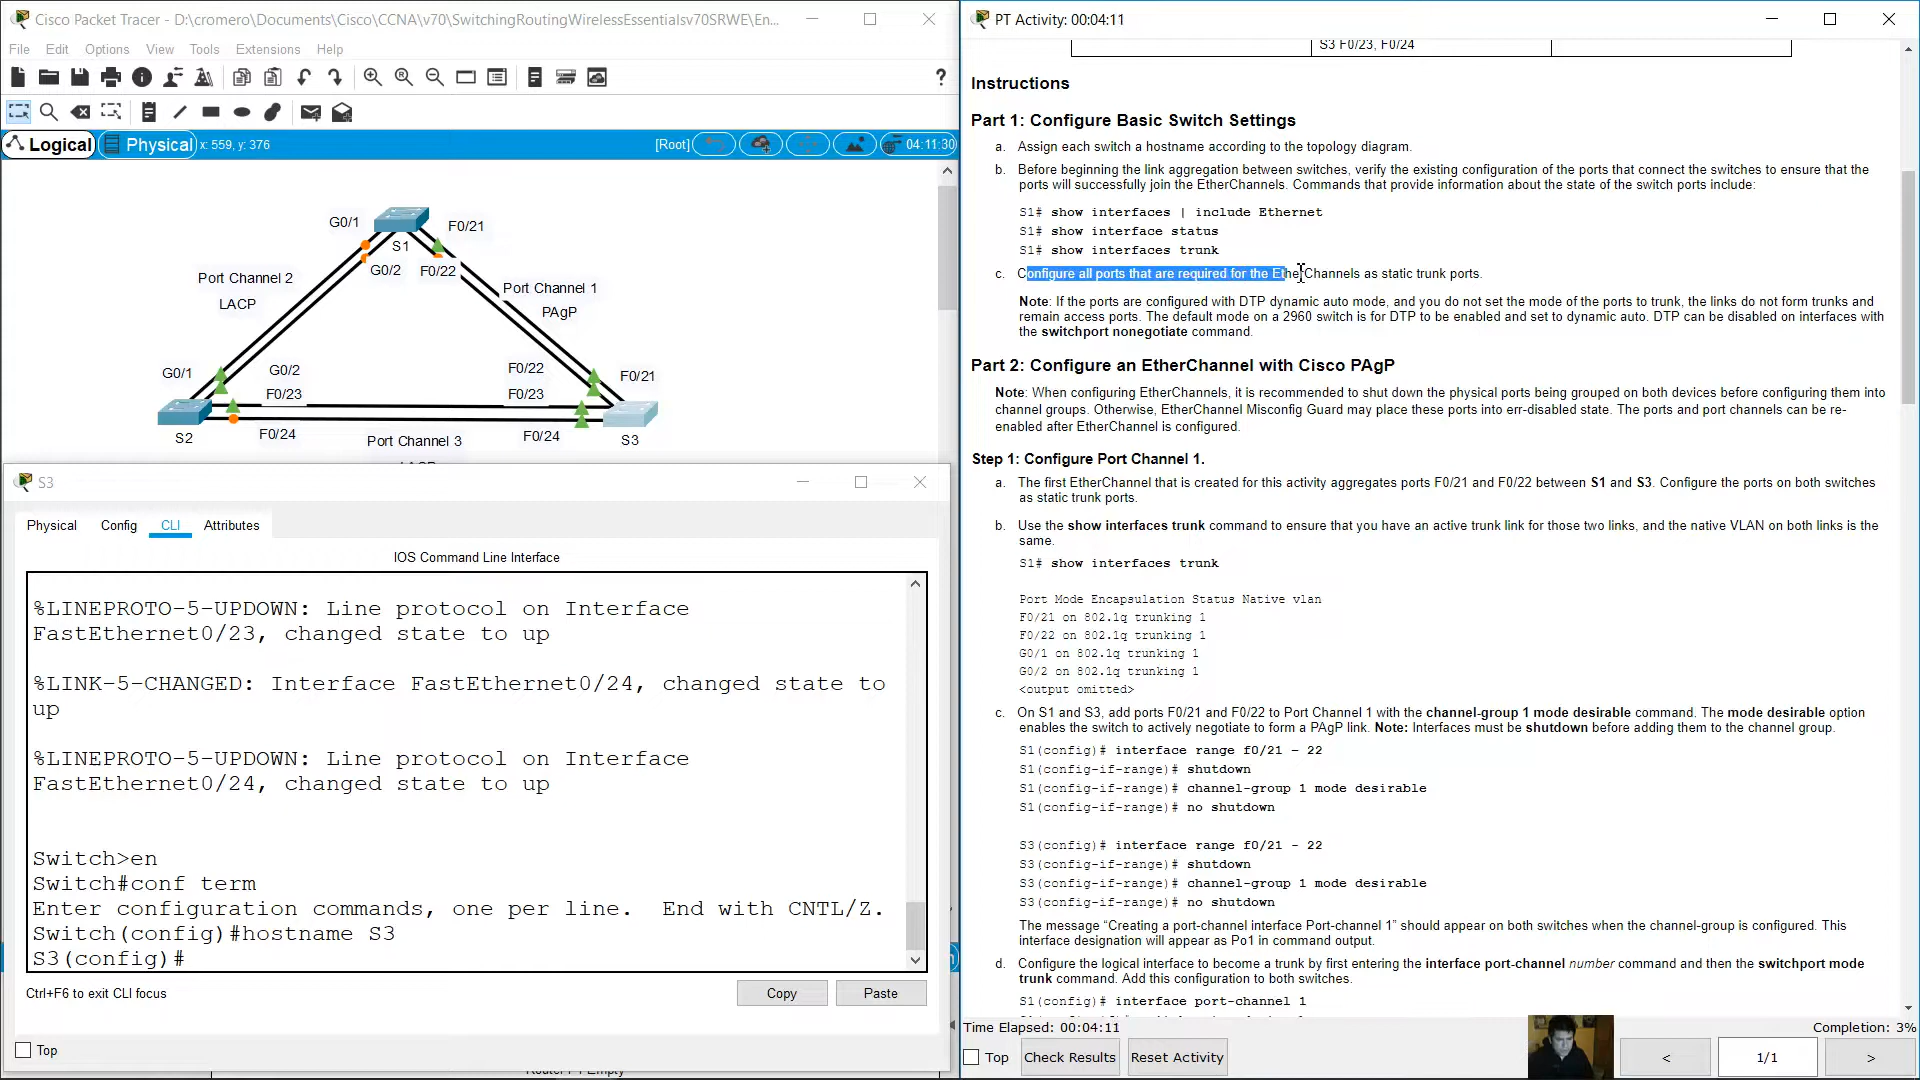 Cisco Packet Tracer - D:\cromero\Documents\Cisco\CCNA\v70\SwitchingRoutingWirelessEssentialsv70SRWE\En...
File Edit Options View Tools Extensions Help
?
Logical Physical x: 559, y: 376 [Root] 04:11:30
G0/1
F0/21
S1
G0/2 F0/22
Port Channel 2
LACP
Port Channel 1
PAgP
G0/1 G0/2 F0/22 F0/21
F0/23 F0/23
F0/24 F0/24
S2 Port Channel 3 S3
S3
Physical Config CLI Attributes
IOS Command Line Interface
%LINEPROTO-5-UPDOWN: Line protocol on Interface
FastEthernet0/23, changed state to up
%LINK-5-CHANGED: Interface FastEthernet0/24, changed state to
up
%LINEPROTO-5-UPDOWN: Line protocol on Interface
FastEthernet0/24, changed state to up
Switch>en
Switch#conf term
Enter configuration commands, one per line.  End with CNTL/Z.
Switch(config)#hostname S3
S3(config)#
Ctrl+F6 to exit CLI focus Copy Paste
Top
PT Activity: 00:04:11
S3 F0/23, F0/24
Instructions
Part 1: Configure Basic Switch Settings
a. Assign each switch a hostname according to the topology diagram.
b. Before beginning the link aggregation between switches, verify the existing configuration of the ports that connect the switches to ensure that the
ports will successfully join the EtherChannels. Commands that provide information about the state of the switch ports include:
S1# show interfaces | include Ethernet
S1# show interface status
S1# show interfaces trunk
c. Configure all ports that are required for the EtherChannels as static trunk ports.
Note: If the ports are configured with DTP dynamic auto mode, and you do not set the mode of the ports to trunk, the links do not form trunks and
remain access ports. The default mode on a 2960 switch is for DTP to be enabled and set to dynamic auto. DTP can be disabled on interfaces with
the switchport nonegotiate command.
Part 2: Configure an EtherChannel with Cisco PAgP
Note: When configuring EtherChannels, it is recommended to shut down the physical ports being grouped on both devices before configuring them into
channel groups. Otherwise, EtherChannel Misconfig Guard may place these ports into err-disabled state. The ports and port channels can be re-
enabled after EtherChannel is configured.
Step 1: Configure Port Channel 1.
a. The first EtherChannel that is created for this activity aggregates ports F0/21 and F0/22 between S1 and S3. Configure the ports on both switches
as static trunk ports.
b. Use the show interfaces trunk command to ensure that you have an active trunk link for those two links, and the native VLAN on both links is the
same.
S1# show interfaces trunk
Port Mode Encapsulation Status Native vlan
F0/21 on 802.1q trunking 1
F0/22 on 802.1q trunking 1
G0/1 on 802.1q trunking 1
G0/2 on 802.1q trunking 1
<output omitted>
c. On S1 and S3, add ports F0/21 and F0/22 to Port Channel 1 with the channel-group 1 mode desirable command. The mode desirable option
enables the switch to actively negotiate to form a PAgP link. Note: Interfaces must be shutdown before adding them to the channel group.
S1(config)# interface range f0/21 – 22
S1(config-if-range)# shutdown
S1(config-if-range)# channel-group 1 mode desirable
S1(config-if-range)# no shutdown
S3(config)# interface range f0/21 – 22
S3(config-if-range)# shutdown
S3(config-if-range)# channel-group 1 mode desirable
S3(config-if-range)# no shutdown
The message “Creating a port-channel interface Port-channel 1” should appear on both switches when the channel-group is configured. This
interface designation will appear as Po1 in command output.
d. Configure the logical interface to become a trunk by first entering the interface port-channel number command and then the switchport mode
trunk command. Add this configuration to both switches.
S1(config)# interface port-channel 1
Time Elapsed: 00:04:11 Completion: 3%
Top Check Results Reset Activity < 1/1 >